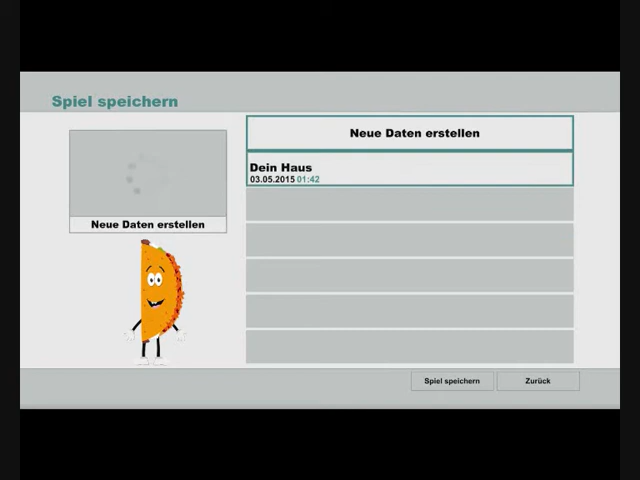 Spiel speichern
Neue Daten erstellen
Dein Haus
03.05.2015 01:42
Neue Daten erstellen
Spiel speichern
Zurück